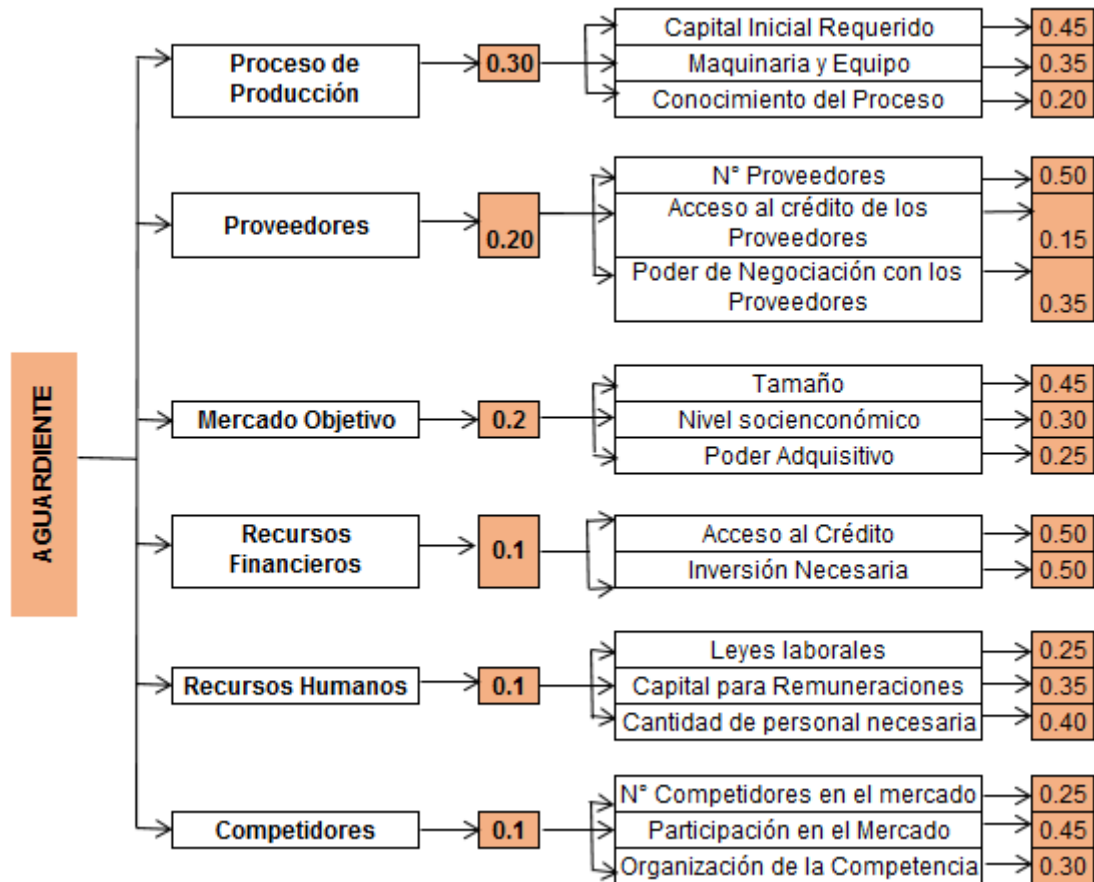 AGUARDIENTE
Proceso de
Producción
0.30
Capital Inicial Requerido
0.45
Maquinaria y Equipo
0.35
Conocimiento del Proceso
0.20
Proveedores
0.20
N° Proveedores
0.50
Acceso al crédito de los
Proveedores
0.15
Poder de Negociación con los
Proveedores
0.35
Mercado Objetivo
0.2
Tamaño
0.45
Nivel socienconómico
0.30
Poder Adquisitivo
0.25
Recursos
Financieros
0.1
Acceso al Crédito
0.50
Inversión Necesaria
0.50
Recursos Humanos
0.1
Leyes laborales
0.25
Capital para Remuneraciones
0.35
Cantidad de personal necesaria
0.40
Competidores
0.1
N° Competidores en el mercado
0.25
Participación en el Mercado
0.45
Organización de la Competencia
0.30